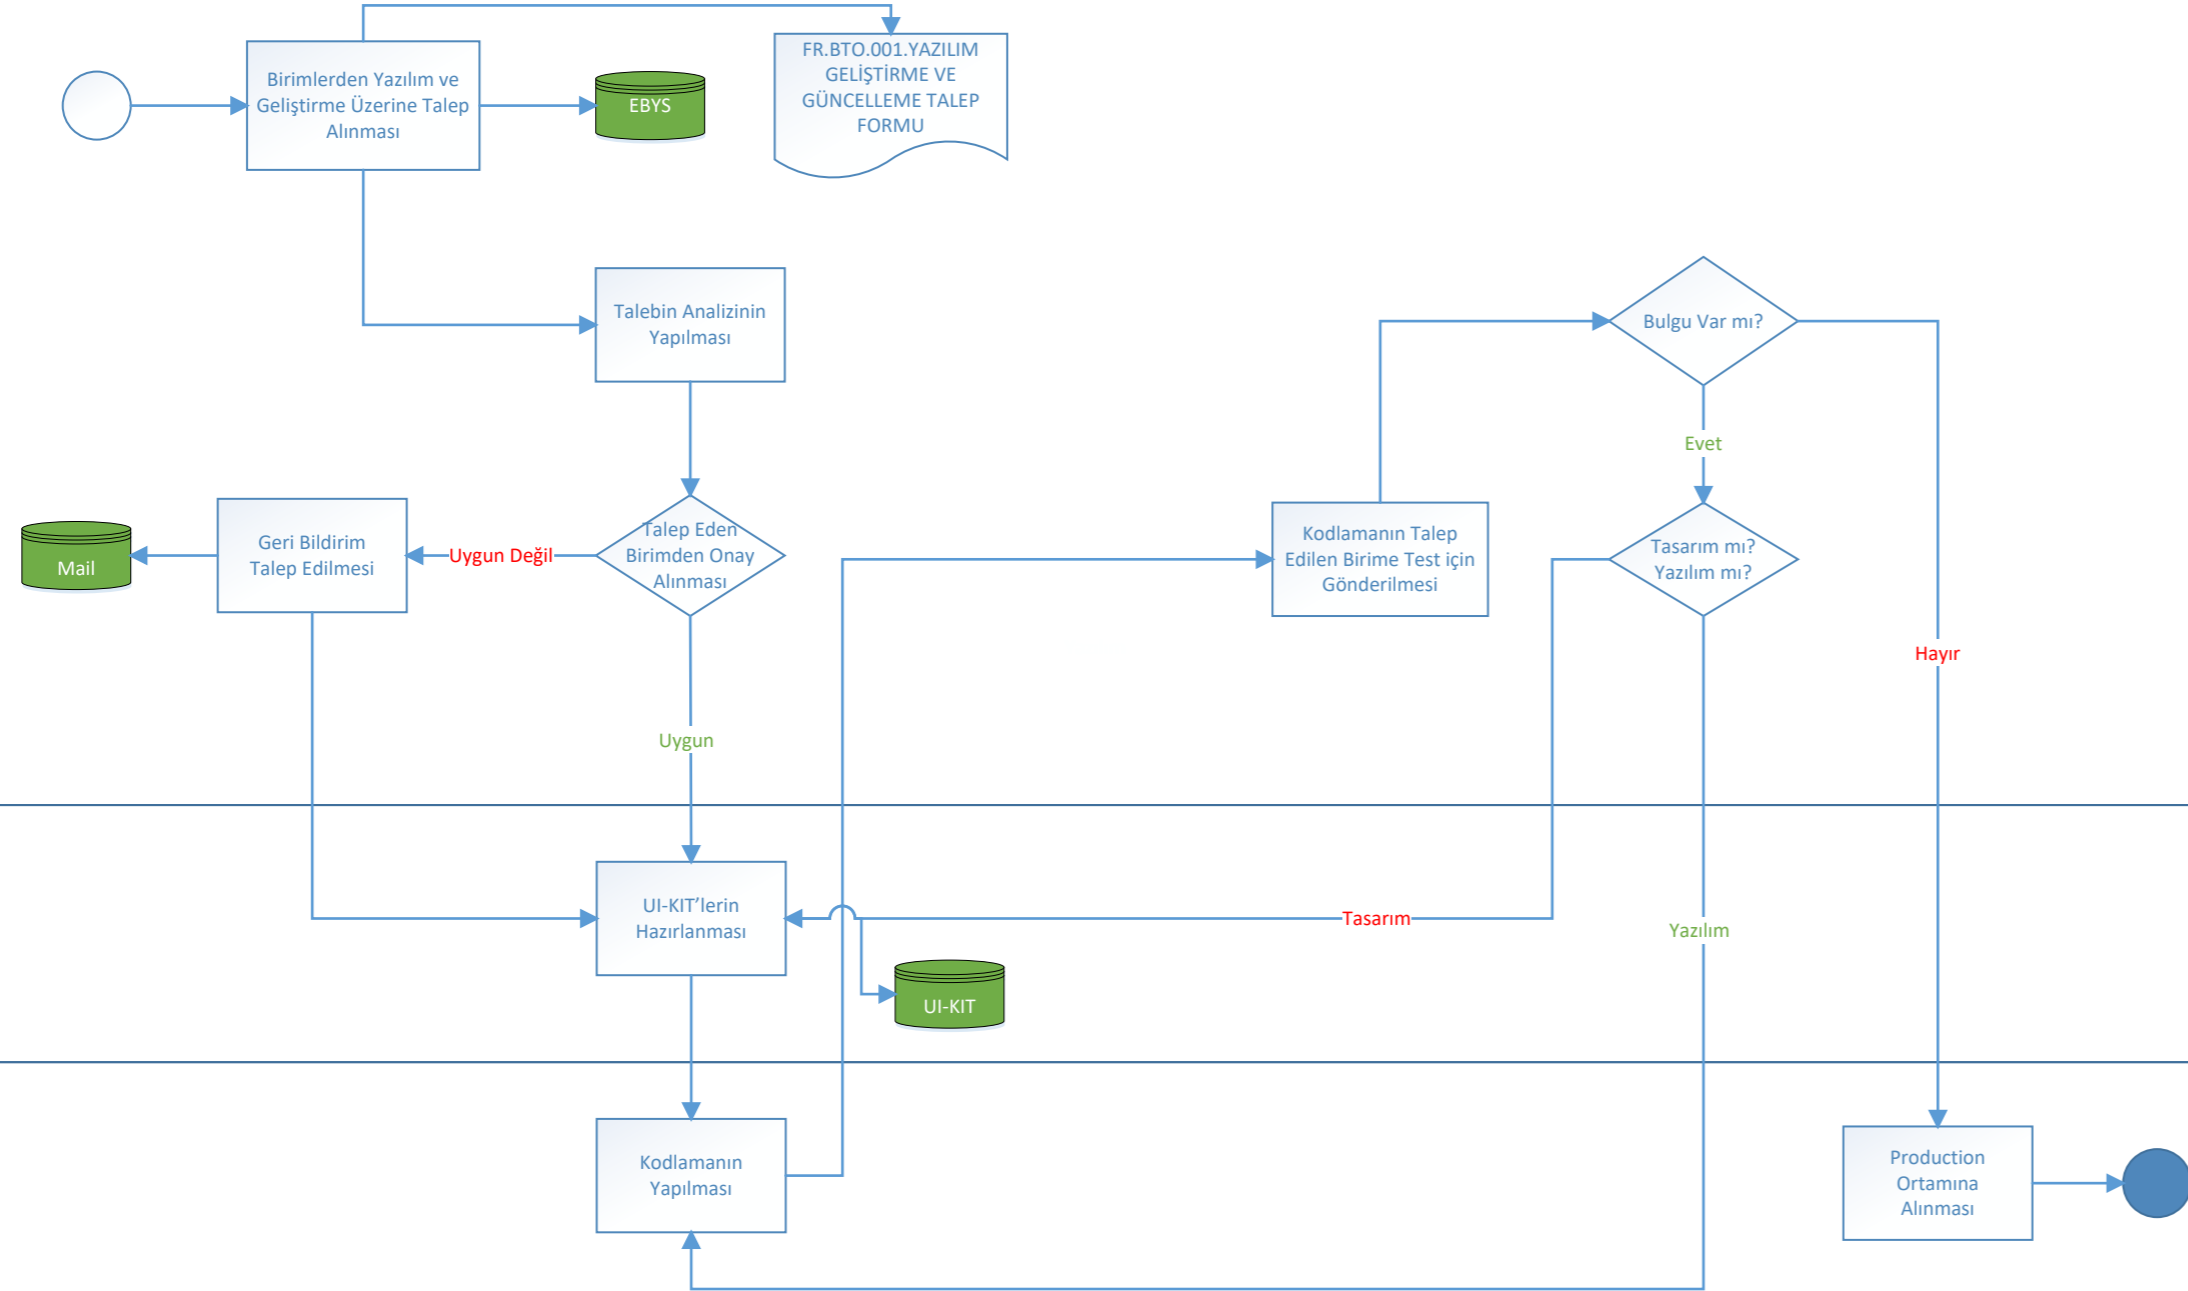 Birimlerden Yazılım ve
Geliştirme Üzerine Talep
Alınması
EBYS
FR.BTO.001.YAZILIM
GELİŞTİRME VE
GÜNCELLEME TALEP
FORMU
Talebin Analizinin
Yapılması
Bulgu Var mı?
Evet
Mail
Geri Bildirim
Talep Edilmesi
Uygun Değil
Talep Eden
Birimden Onay
Alınması
Kodlamanın Talep
Edilen Birime Test için
Gönderilmesi
Tasarım mı?
Yazılım mı?
Hayır
Uygun
UI-KIT’lerin
Hazırlanması
Tasarım
Yazılım
UI-KIT
Kodlamanın
Yapılması
Production
Ortamına
Alınması